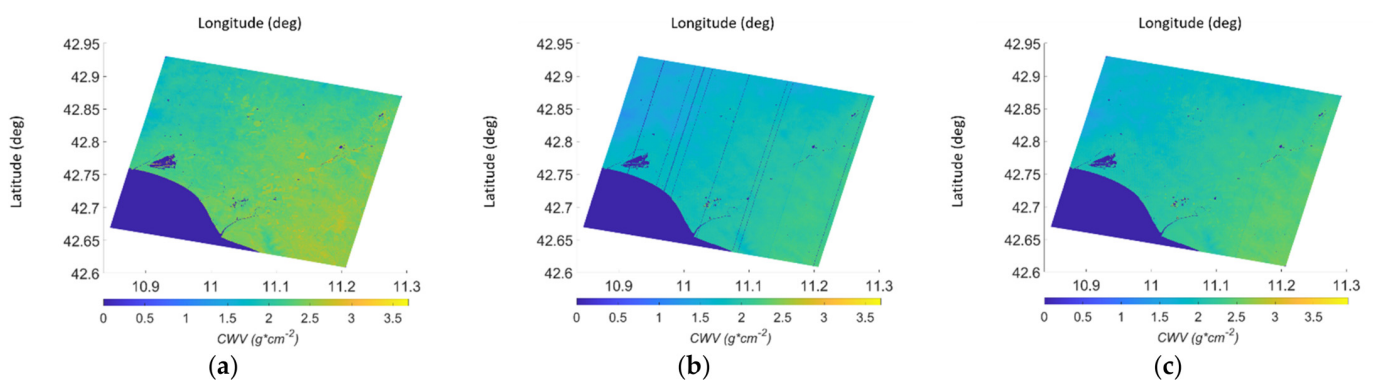 Longitude (deg)
42.95
42.9
42.85
42.8
42.75
42.7
42.65
42.6
Latitude (deg)
10.9 11 11.1 11.2 11.3
0 0.5 1 1.5 2 2.5 3 3.5
CWV (g*cm-2)
(a)
Longitude (deg)
42.95
42.9
42.85
42.8
42.75
42.7
42.65
42.6
Latitude (deg)
10.9 11 11.1 11.2 11.3
0 0.5 1 1.5 2 2.5 3 3.5
CWV (g*cm-2)
(b)
Longitude (deg)
42.95
42.9
42.85
42.8
42.75
42.7
42.65
42.6
Latitude (deg)
10.9 11 11.1 11.2 11.3
0 0.5 1 1.5 2 2.5 3 3.5
CWV (g*cm-2)
(c)